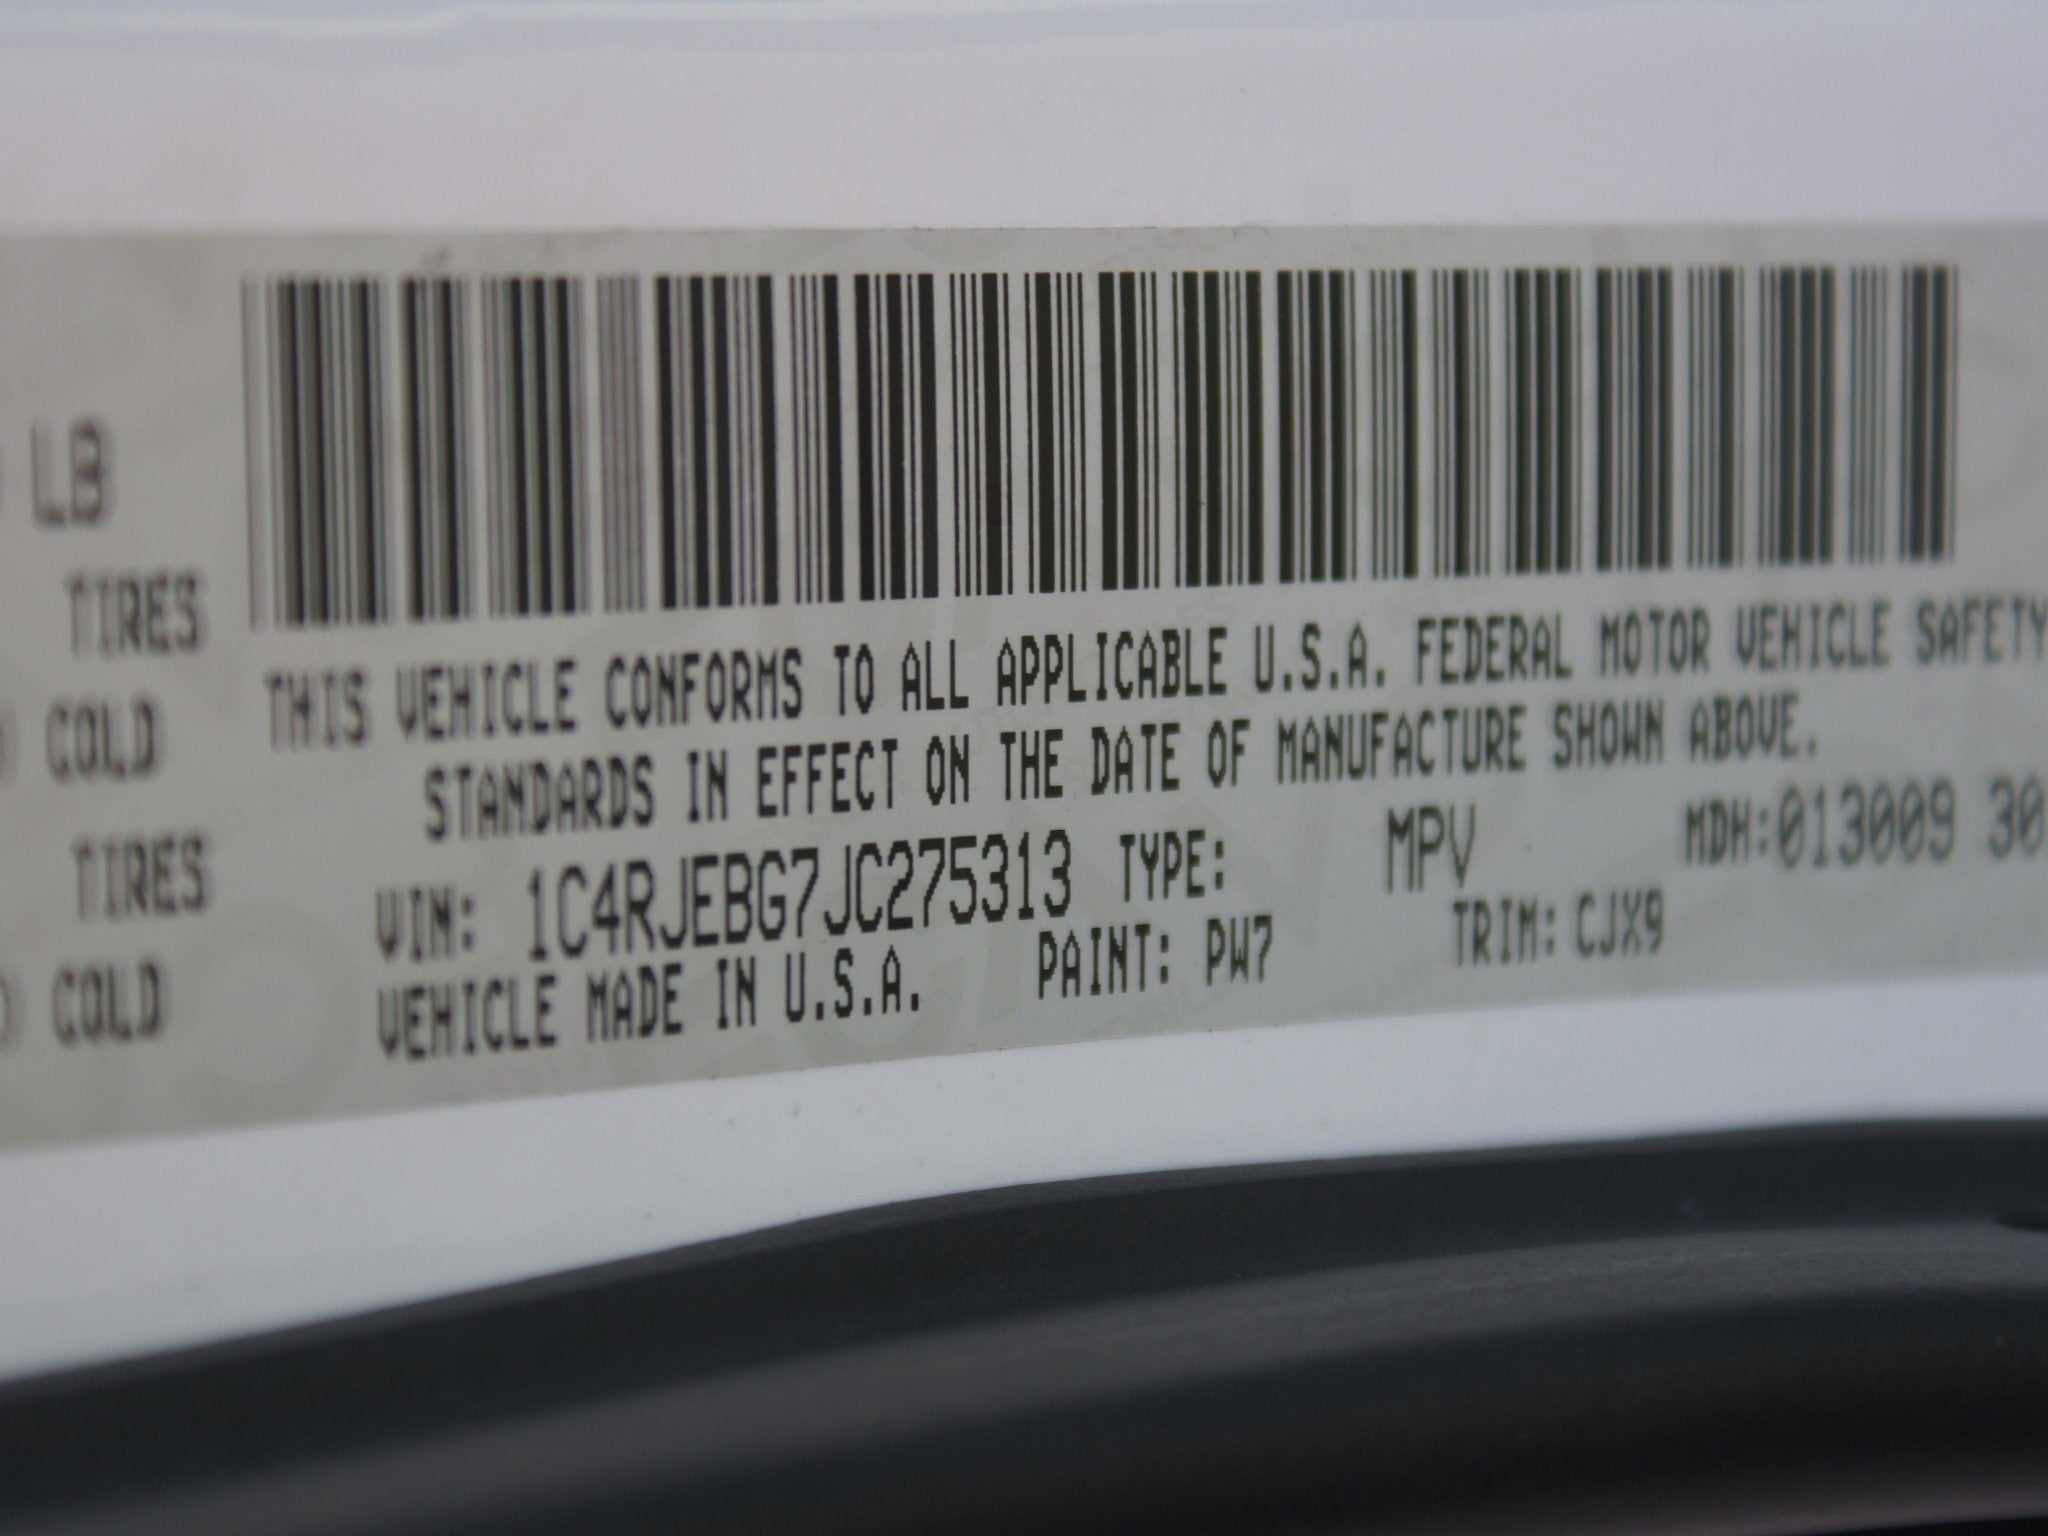 LB
TIRES
COLD
TIRES
COLD
THIS VEHICLE CONFORMS TO ALL APPLICABLE U.S.A. FEDERAL MOTOR VEHICLE SAFETY
STANDARDS IN EFFECT ON THE DATE OF MANUFACTURE SHOWN ABOVE.
VIN: 1C4RJEBG7JC275313 TYPE: MPV MDH:013009 30
VEHICLE MADE IN U.S.A. PAINT: PW7 TRIM: CJX9